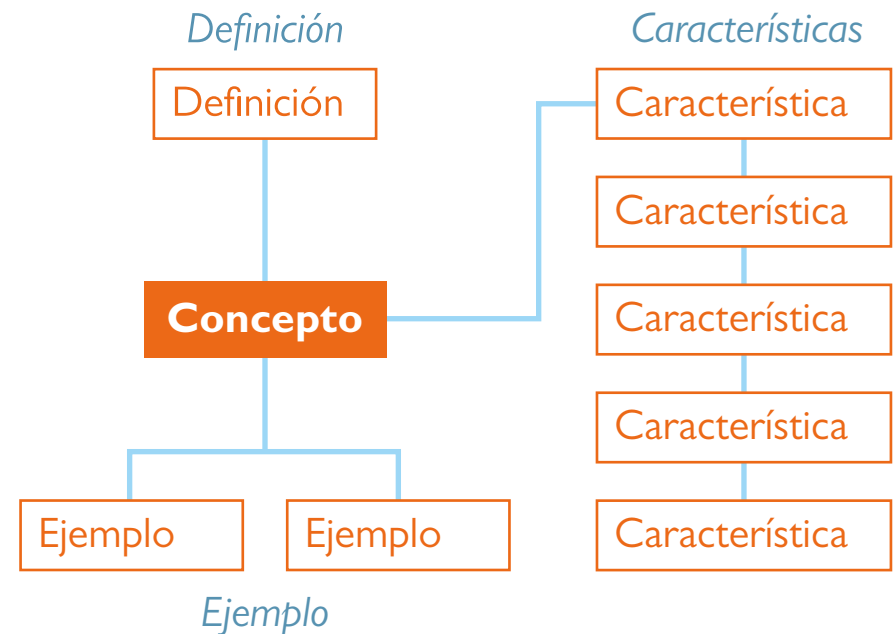 Definición
Características
Definición
Característica
Característica
Concepto
Característica
Característica
Ejemplo
Ejemplo
Característica
Ejemplo